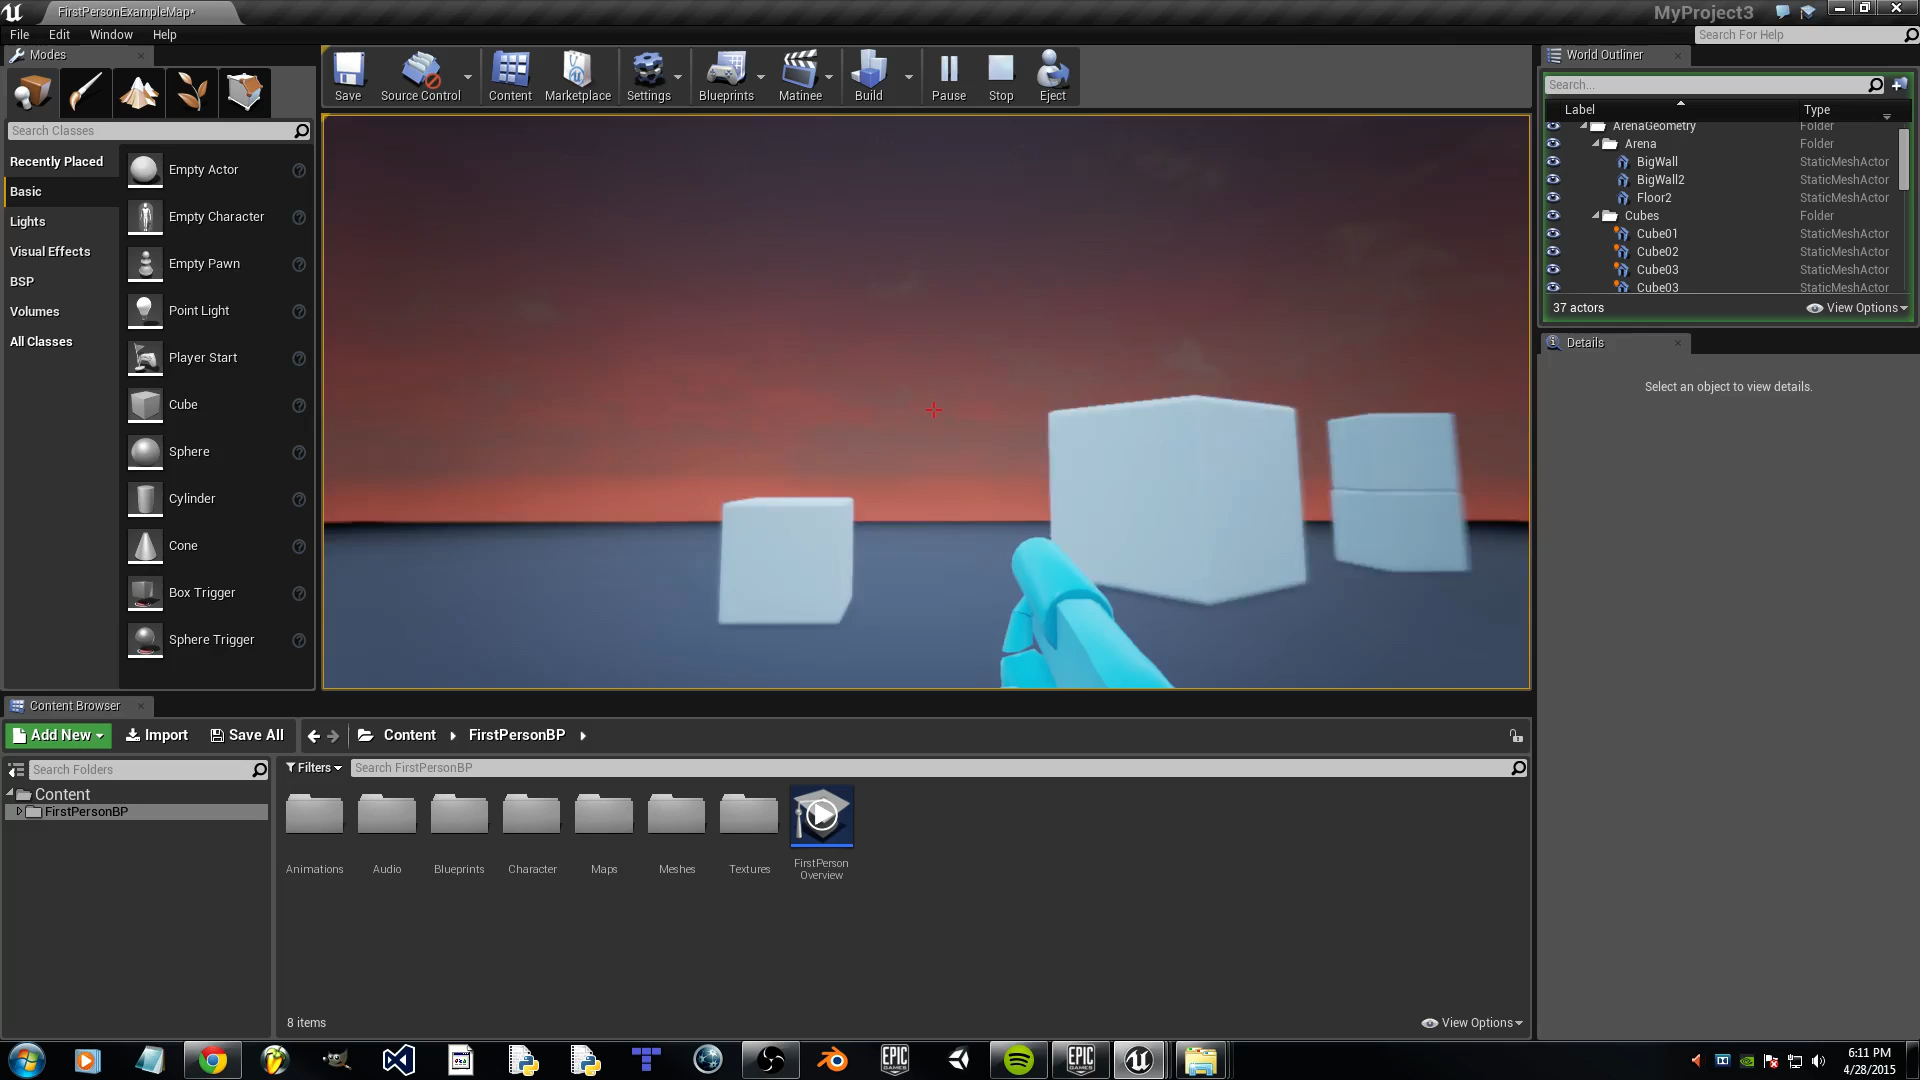 FirstPersonExampleMap*
MyProject3
File Edit Window Help
Search For Help
Modes
Save
Source Control
Content
Marketplace
Settings
Blueprints
Matinee
Build
Pause
Stop
Eject
World Outliner
Search...
Label Type
ArenaGeometry Folder
Arena Folder
BigWall StaticMeshActor
BigWall2 StaticMeshActor
Floor2 StaticMeshActor
Cubes Folder
Cube01 StaticMeshActor
Cube02 StaticMeshActor
Cube03 StaticMeshActor
Cube03 StaticMeshActor
37 actors
View Options
Details
Select an object to view details.
Search Classes
Recently Placed
Basic
Lights
Visual Effects
BSP
Volumes
All Classes
Empty Actor
Empty Character
Empty Pawn
Point Light
Player Start
Cube
Sphere
Cylinder
Cone
Box Trigger
Sphere Trigger
Content Browser
Add New
Import
Save All
Content
FirstPersonBP
Search Folders
Content
FirstPersonBP
Filters
Search FirstPersonBP
Animations
Audio
Blueprints
Character
Maps
Meshes
Textures
FirstPerson
Overview
8 items
View Options
EPIC
GAMES
EPIC
GAMES
6:11 PM
4/28/2015